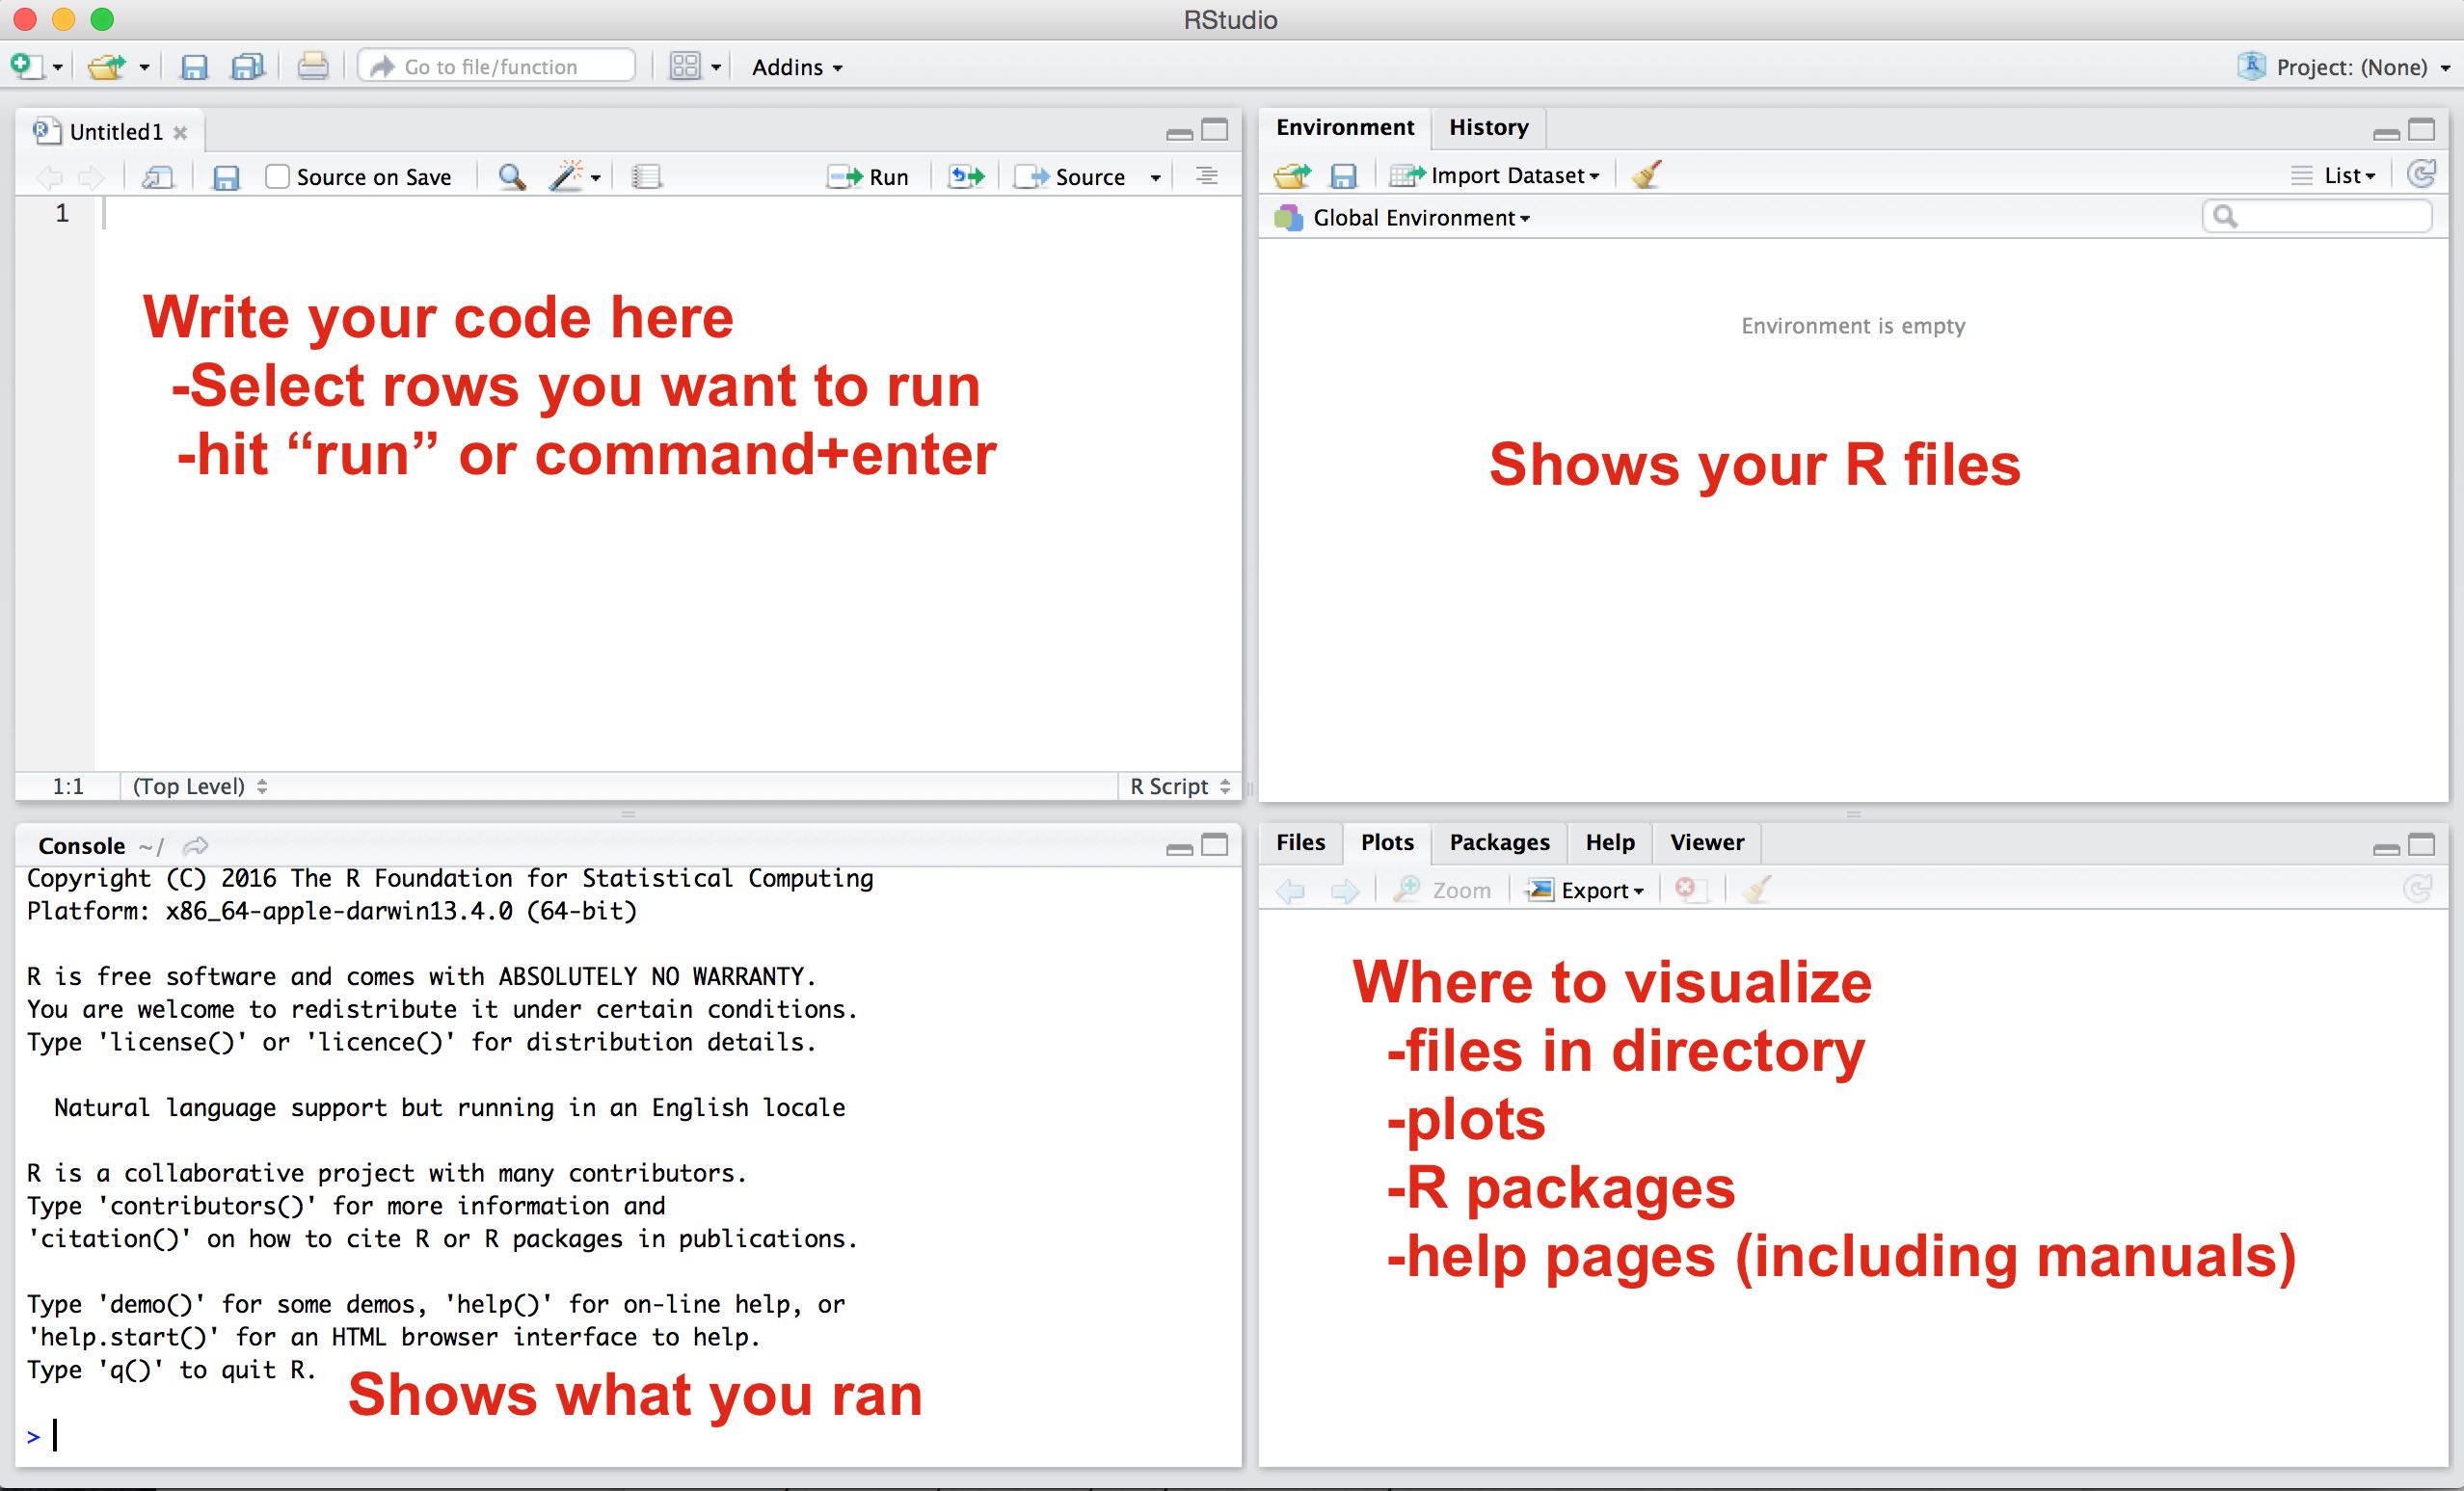 RStudio
Go to file/function
Addins
Project: (None)
Untitled1
Source on Save
Run
Source
1
Write your code here
-Select rows you want to run
-hit “run” or command+enter
1:1 (Top Level) R Script
Environment History
Import Dataset
List
Global Environment
Environment is empty
Shows your R files
Console ~/
Copyright (C) 2016 The R Foundation for Statistical Computing
Platform: x86_64-apple-darwin13.4.0 (64-bit)
R is free software and comes with ABSOLUTELY NO WARRANTY.
You are welcome to redistribute it under certain conditions.
Type 'license()' or 'licence()' for distribution details.
Natural language support but running in an English locale
R is a collaborative project with many contributors.
Type 'contributors()' for more information and
'citation()' on how to cite R or R packages in publications.
Type 'demo()' for some demos, 'help()' for on-line help, or
'help.start()' for an HTML browser interface to help.
Type 'q()' to quit R.
Shows what you ran
>
Files Plots Packages Help Viewer
Zoom Export
Where to visualize
-files in directory
-plots
-R packages
-help pages (including manuals)